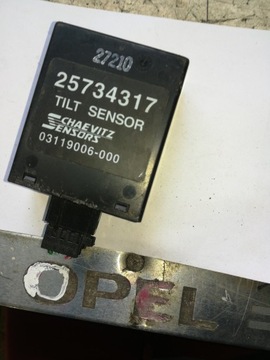 27210
25734317
TILT SENSOR
SCHAEVITZ
SENSORS
03119006-000
OPEL